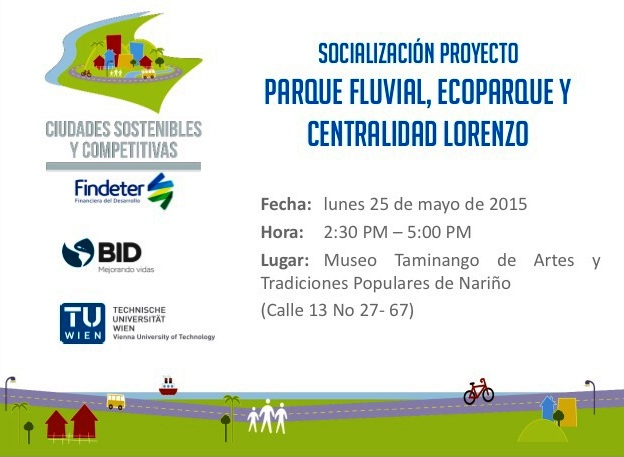 CIUDADES SOSTENIBLES
Y COMPETITIVAS
Findeter
Financiera del Desarrollo
BID
Mejorando vidas
TU
WIEN
TECHNISCHE
UNIVERSITÄT
WIEN
Vienna University of Technology
SOCIALIZACIÓN PROYECTO
PARQUE FLUVIAL, ECOPARQUE Y
CENTRALIDAD LORENZO
Fecha: lunes 25 de mayo de 2015
Hora: 2:30 PM – 5:00 PM
Lugar: Museo Taminango de Artes y
Tradiciones Populares de Nariño
(Calle 13 No 27- 67)